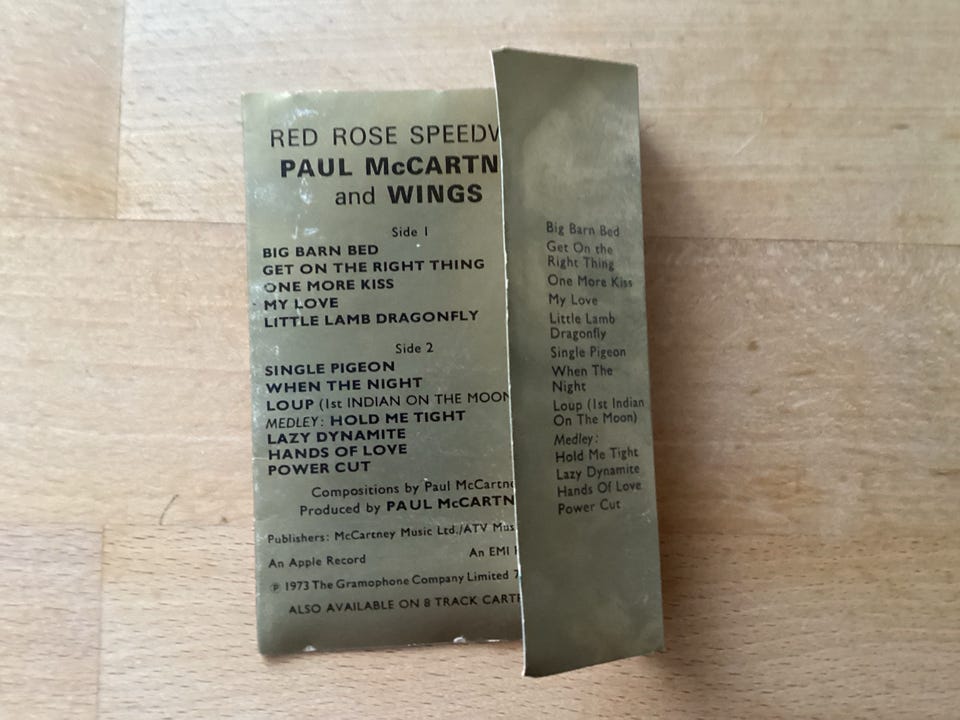 RED ROSE SPEEDW
PAUL McCARTN
and WINGS
Side 1
BIG BARN BED
GET ON THE RIGHT THING
ONE MORE KISS
MY LOVE
LITTLE LAMB DRAGONFLY
Side 2
SINGLE PIGEON
WHEN THE NIGHT
LOUP (1st INDIAN ON THE MOON
MEDLEY: HOLD ME TIGHT
LAZY DYNAMITE
HANDS OF LOVE
POWER CUT
Compositions by Paul McCartne
Produced by PAUL McCARTN
Publishers: McCartney Music Ltd./ATV Mus
An Apple Record An EMI
℗ 1973 The Gramophone Company Limited
ALSO AVAILABLE ON 8 TRACK CARTR
Big Barn Bed
Get On the
Right Thing
One More Kiss
My Love
Little Lamb
Dragonfly
Single Pigeon
When The
Night
Loup (1st Indian
On The Moon)
Medley:
Hold Me Tight
Lazy Dynamite
Hands Of Love
Power Cut